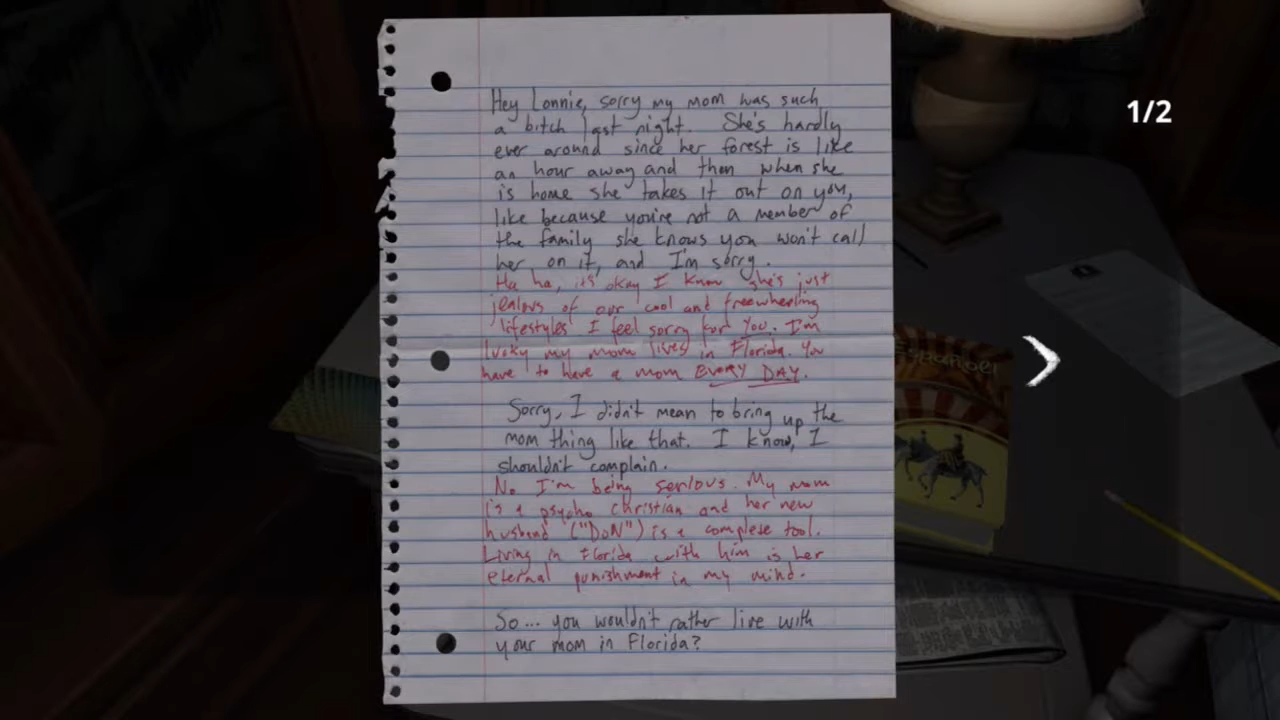 1/2
Hey Lonnie, sorry my mom was such
a bitch last night. She's hardly
ever around since her forest is like
an hour away and then when she
is home she takes it out on you,
like because you're not a member of
the family she knows you won't call
her on it, and I'm sorry.
Ha ha, it's okay I know she's just
jealous of our cool and freewheeling
lifestyles I feel sorry for You. I'm
lucky my mom lives in Florida. You
have to have a mom EVERY DAY.
Sorry, I didn't mean to bring up the
mom thing like that. I know, I
shouldn't complain.
No I'm being serious. My mom
is a psycho christian and her new
husband ("DoN") is a complete tool.
Living in Florida with him is her
eternal punishment in my mind.
So... you wouldn't rather live with
your mom in Florida?
Español